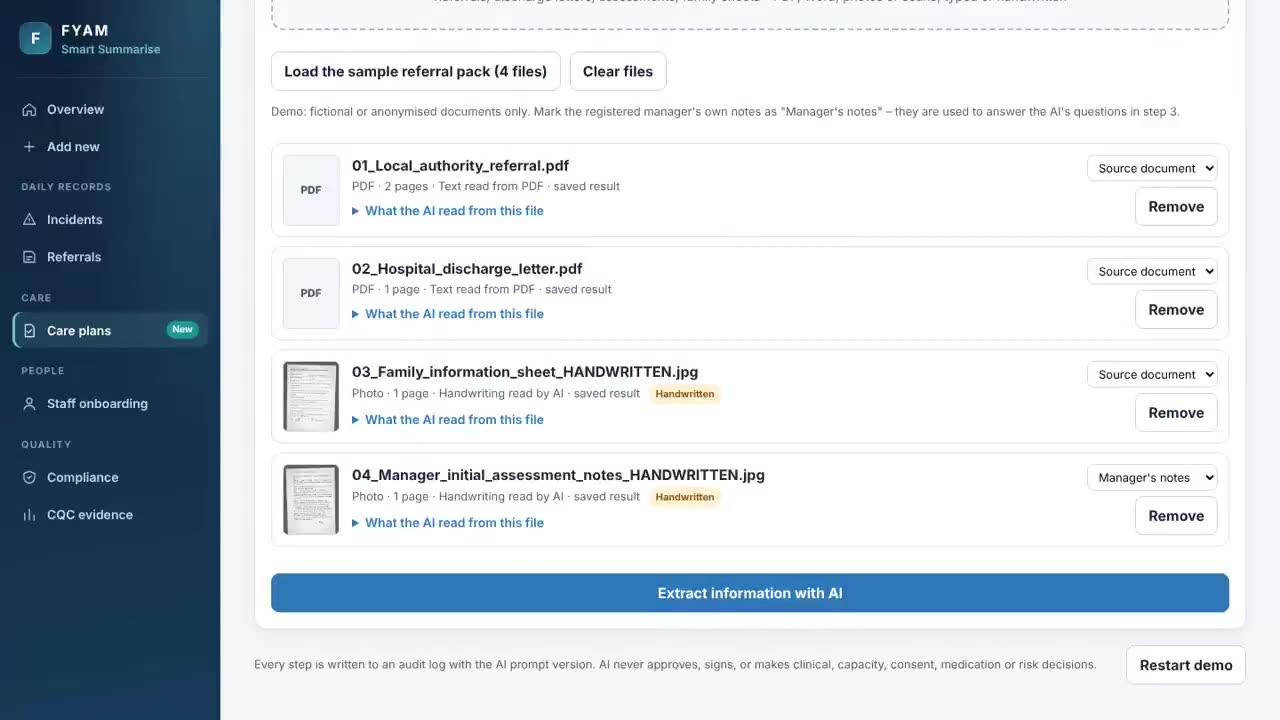 F
FYAM
Smart Summarise
Overview
Add new
DAILY RECORDS
Incidents
Referrals
CARE
Care plans
New
PEOPLE
Staff onboarding
QUALITY
Compliance
CQC evidence
Load the sample referral pack (4 files)
Clear files
Demo: fictional or anonymised documents only. Mark the registered manager's own notes as "Manager's notes" – they are used to answer the AI's questions in step 3.
PDF
01_Local_authority_referral.pdf
PDF · 2 pages · Text read from PDF · saved result
What the AI read from this file
Source document
Remove
PDF
02_Hospital_discharge_letter.pdf
PDF · 1 page · Text read from PDF · saved result
What the AI read from this file
Source document
Remove
03_Family_information_sheet_HANDWRITTEN.jpg
Photo · 1 page · Handwriting read by AI · saved result
Handwritten
What the AI read from this file
Source document
Remove
04_Manager_initial_assessment_notes_HANDWRITTEN.jpg
Photo · 1 page · Handwriting read by AI · saved result
Handwritten
What the AI read from this file
Manager's notes
Remove
Extract information with AI
Every step is written to an audit log with the AI prompt version. AI never approves, signs, or makes clinical, capacity, consent, medication or risk decisions.
Restart demo